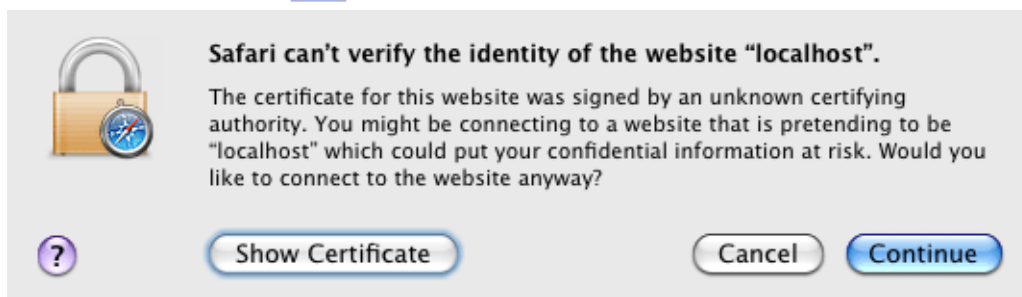 Safari can't verify the identity of the website “localhost”.
The certificate for this website was signed by an unknown certifying
authority. You might be connecting to a website that is pretending to be
“localhost” which could put your confidential information at risk. Would you
like to connect to the website anyway?
?
Show Certificate
Cancel
Continue